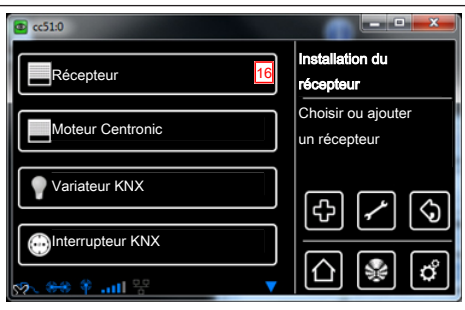 cc51:0
Récepteur
16
Moteur Centronic
Variateur KNX
Interrupteur KNX
Installation du
récepteur
Choisir ou ajouter
un récepteur